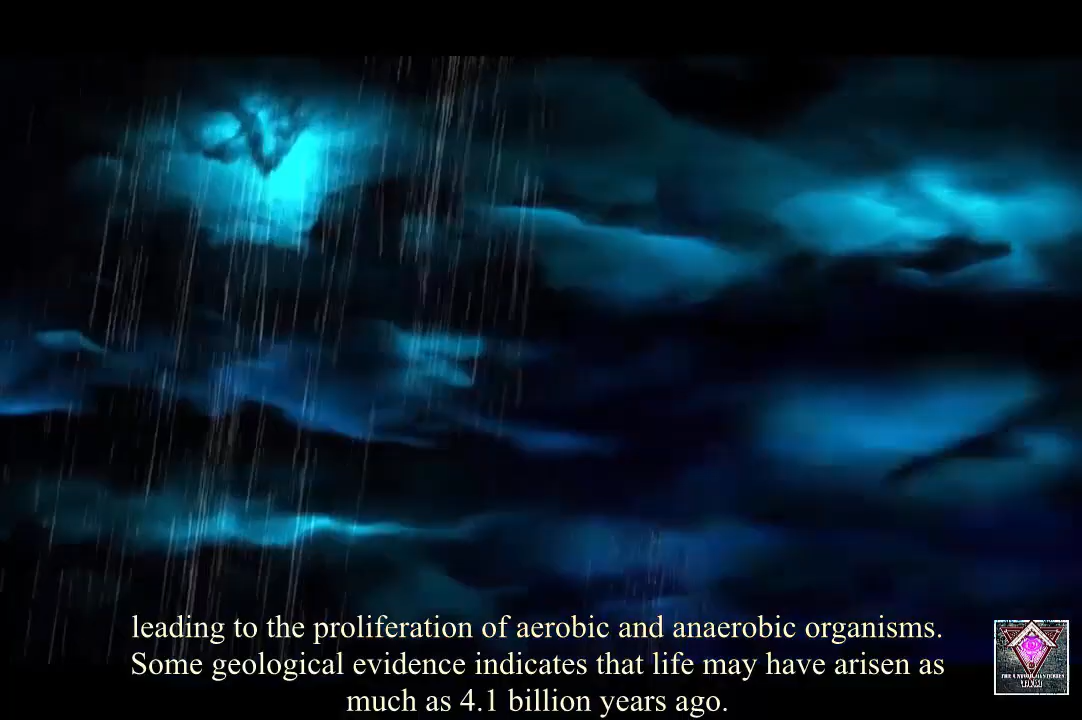 leading to the proliferation of aerobic and anaerobic organisms.
Some geological evidence indicates that life may have arisen as
much as 4.1 billion years ago.